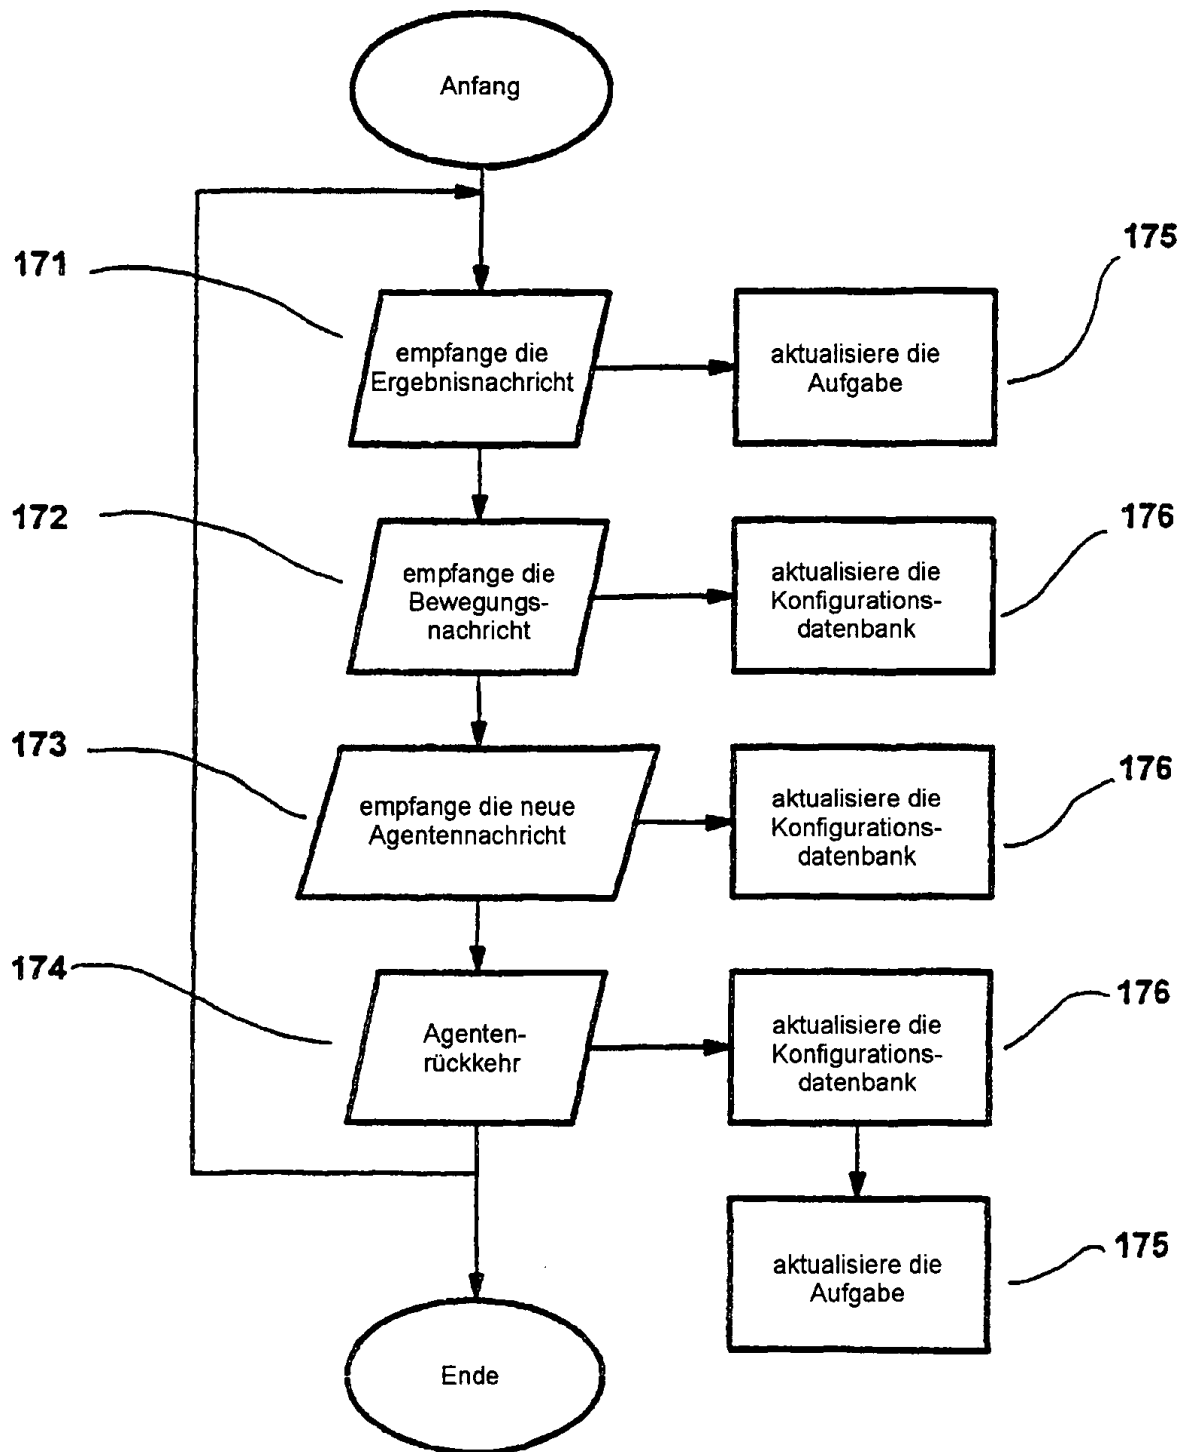 Anfang
171
empfange die
Ergebnisnachricht
aktualisiere die
Aufgabe
175
172
empfange die
Bewegungs-
nachricht
aktualisiere die
Konfigurations-
datenbank
176
173
empfange die neue
Agentennachricht
aktualisiere die
Konfigurations-
datenbank
176
174
Agenten-
rückkehr
aktualisiere die
Konfigurations-
datenbank
176
aktualisiere die
Aufgabe
175
Ende